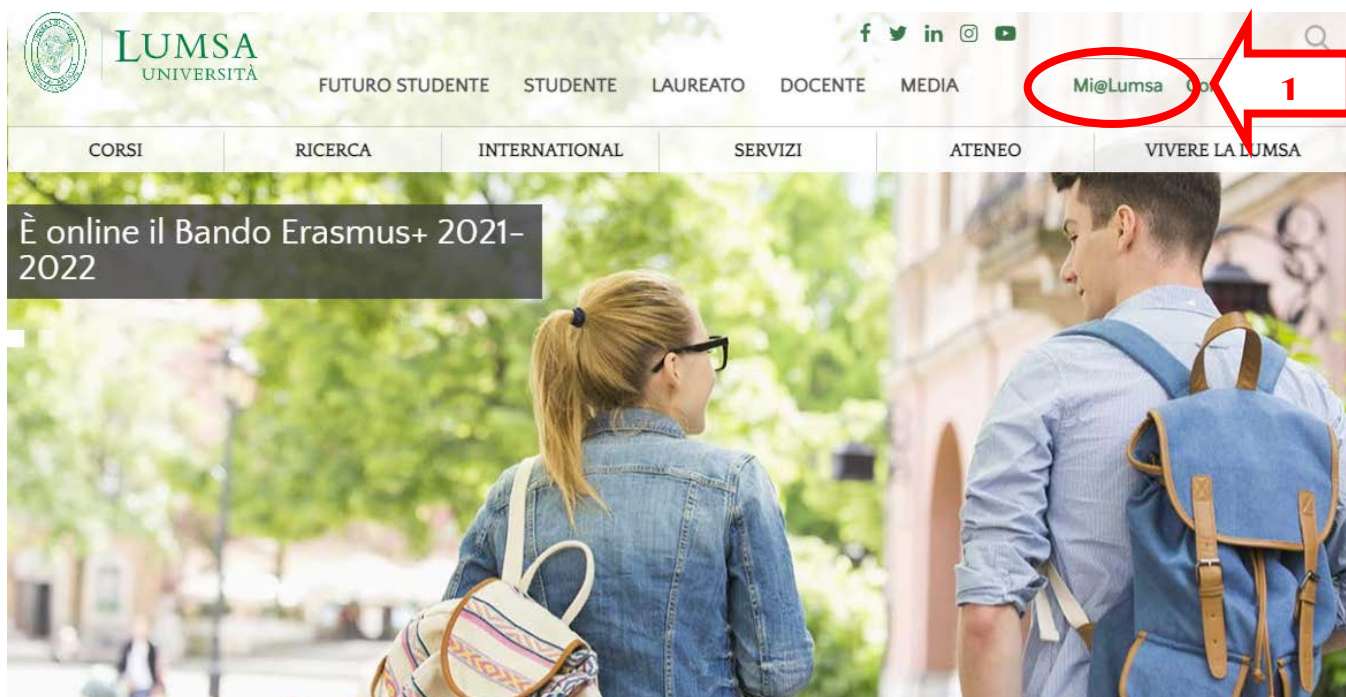 LUMSA
UNIVERSITÀ
f in
FUTURO STUDENTE STUDENTE LAUREATO DOCENTE MEDIA Mi@Lumsa
1
CORSI RICERCA INTERNATIONAL SERVIZI ATENEO VIVERE LA LUMSA
È online il Bando Erasmus+ 2021-
2022